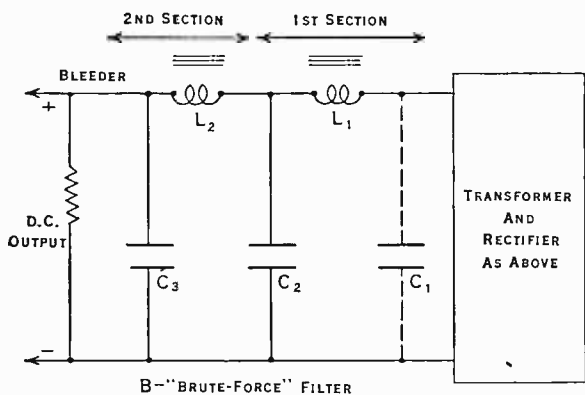 2ND SECTION
1ST SECTION
BLEEDER
+
L2
L1
D.C.
OUTPUT
C3
C2
C1
TRANSFORMER
AND
RECTIFIER
AS ABOVE
−
B-"BRUTE-FORCE" FILTER